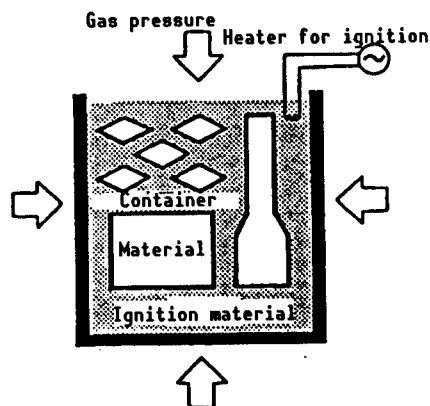 Gas pressure
Heater for ignition
Container
Material
Ignition material